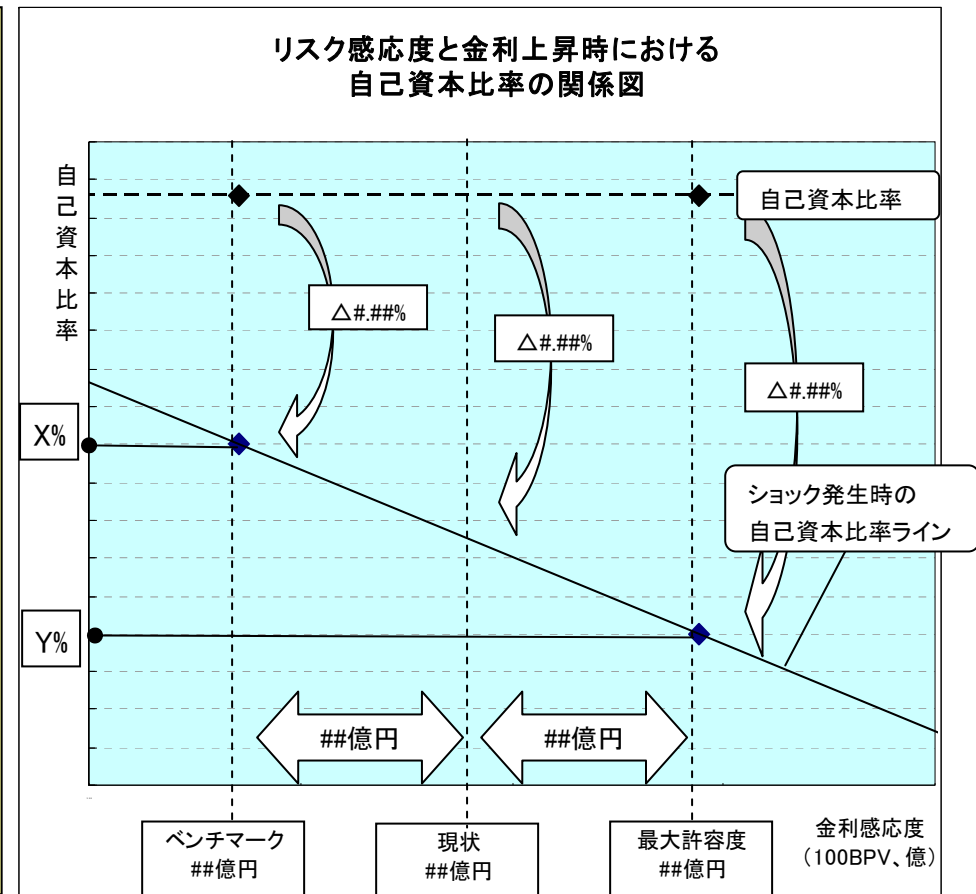 リスク感応度と金利上昇時における
自己資本比率の関係図
自己資本比率
自己資本比率
△#.##%
△#.##%
△#.##%
X%
ショック発生時の
自己資本比率ライン
Y%
##億円
##億円
ベンチマーク
##億円
現状
##億円
最大許容度
##億円
金利感応度
(100BPV、億)